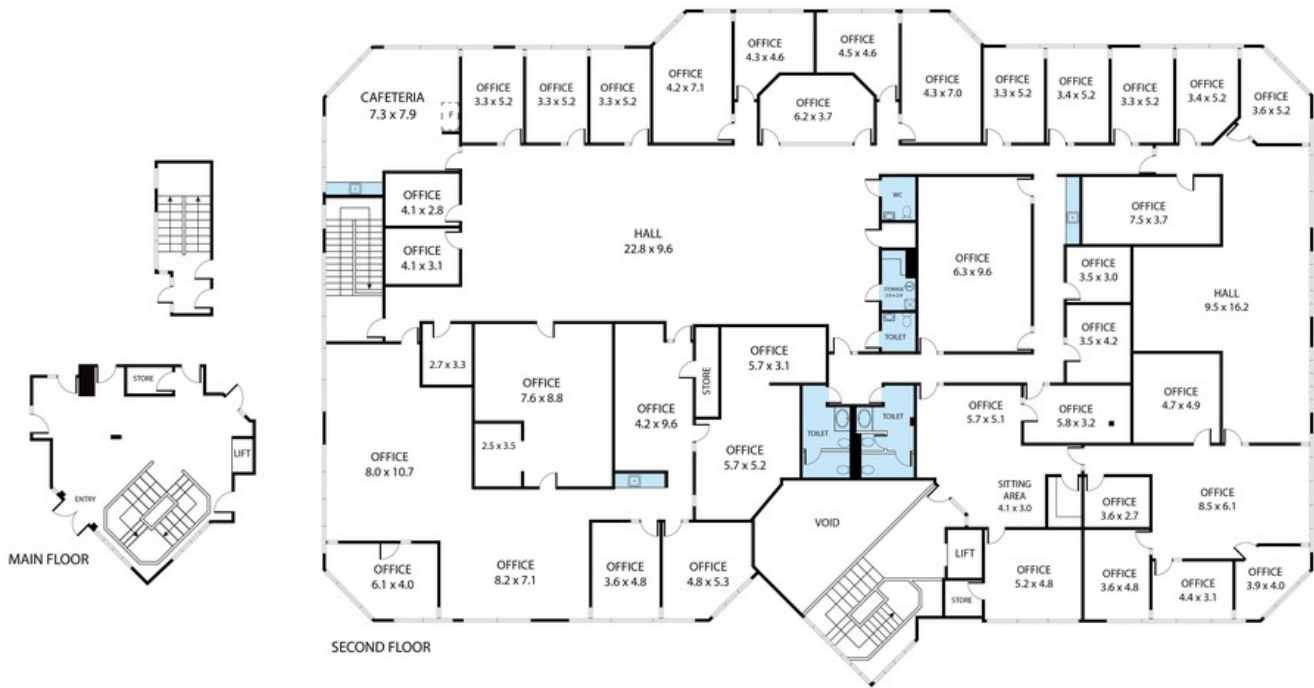 OFFICE
4.3 x 4.6
OFFICE
4.5 x 4.6
OFFICE
4.2 x 7.1
OFFICE
4.3 x 7.0
CAFETERIA
7.3 x 7.9
F
OFFICE
3.3 x 5.2
OFFICE
3.3 x 5.2
OFFICE
3.3 x 5.2
OFFICE
6.2 x 3.7
OFFICE
3.3 x 5.2
OFFICE
3.4 x 5.2
OFFICE
3.3 x 5.2
OFFICE
3.4 x 5.2
OFFICE
3.6 x 5.2
OFFICE
4.1 x 2.8
OFFICE
4.1 x 3.1
HALL
22.8 x 9.6
WC
STORAGE
2.0 x 2.0
TOILET
OFFICE
6.3 x 9.6
OFFICE
7.5 x 3.7
OFFICE
3.5 x 3.0
OFFICE
3.5 x 4.2
HALL
9.5 x 16.2
2.7 x 3.3
OFFICE
7.6 x 8.8
2.5 x 3.5
OFFICE
4.2 x 9.6
STORE
OFFICE
5.7 x 3.1
OFFICE
5.7 x 5.2
TOILET
TOILET
OFFICE
5.7 x 5.1
OFFICE
5.8 x 3.2
OFFICE
4.7 x 4.9
OFFICE
8.0 x 10.7
SITTING
AREA
4.1 x 3.0
OFFICE
3.6 x 2.7
OFFICE
8.5 x 6.1
VOID
LIFT
STORE
OFFICE
6.1 x 4.0
OFFICE
8.2 x 7.1
OFFICE
3.6 x 4.8
OFFICE
4.8 x 5.3
OFFICE
5.2 x 4.8
OFFICE
3.6 x 4.8
OFFICE
4.4 x 3.1
OFFICE
3.9 x 4.0
SECOND FLOOR
STORE
LIFT
ENTRY
MAIN FLOOR